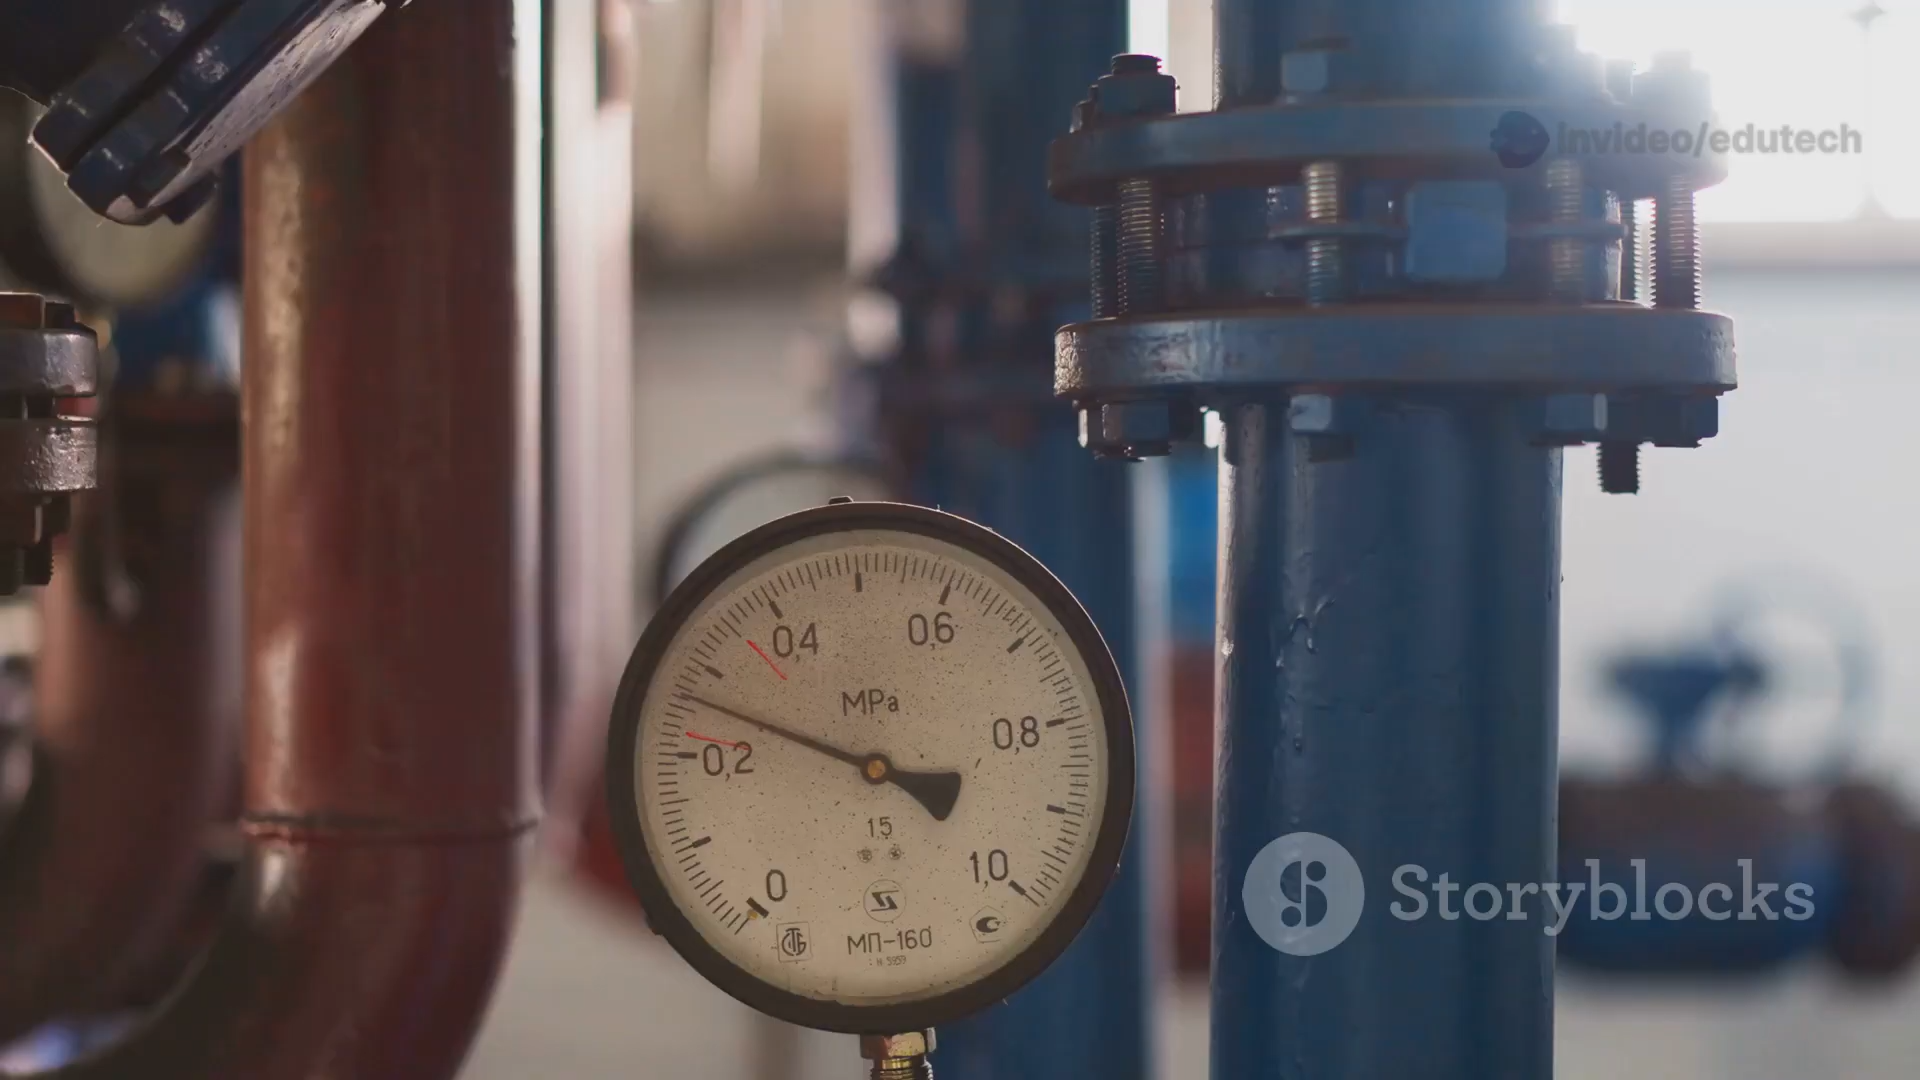 invideo/edutech
0,4
0,6
MPa
0,8
0,2
1,5
0
1,0
МП-160
Storyblocks